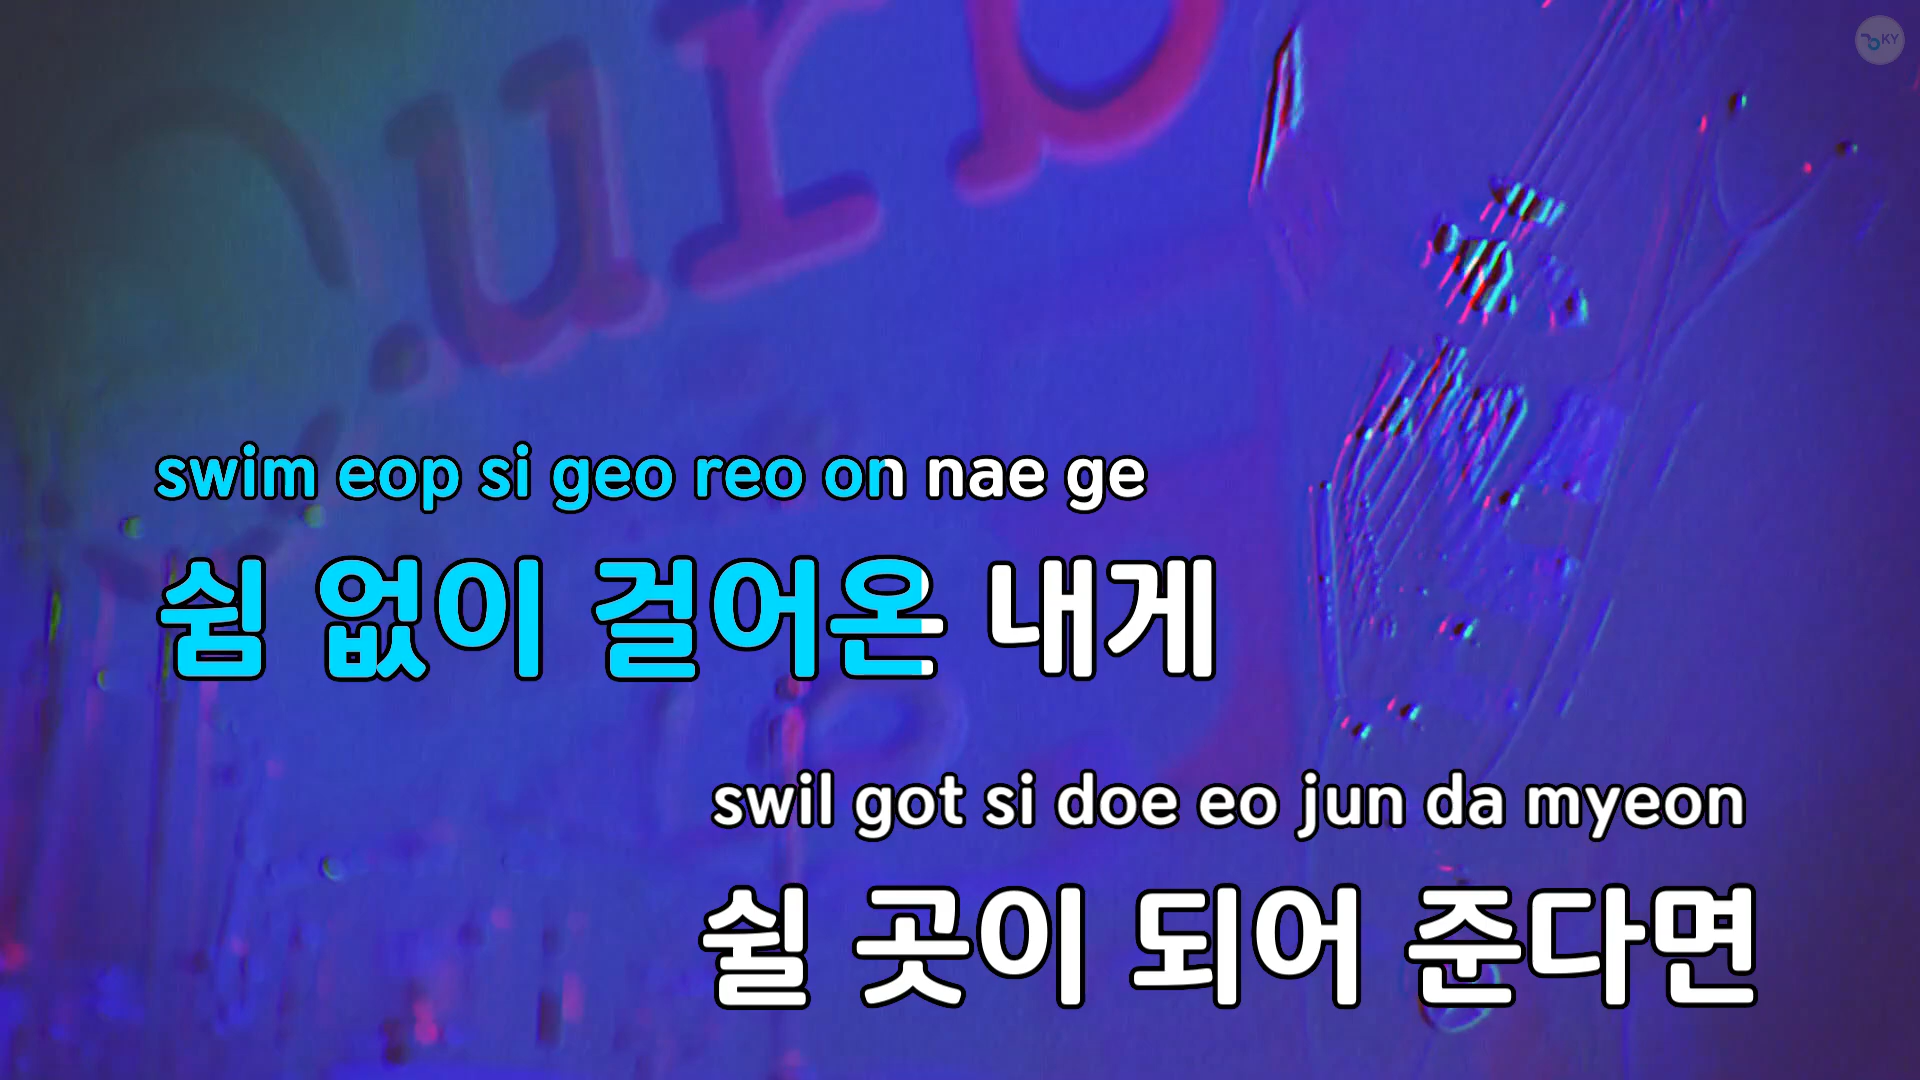 KY
swim eop si geo reo on nae ge
쉼 없이 걸어온 내게
swil got si doe eo jun da myeon
쉴 곳이 되어 준다면